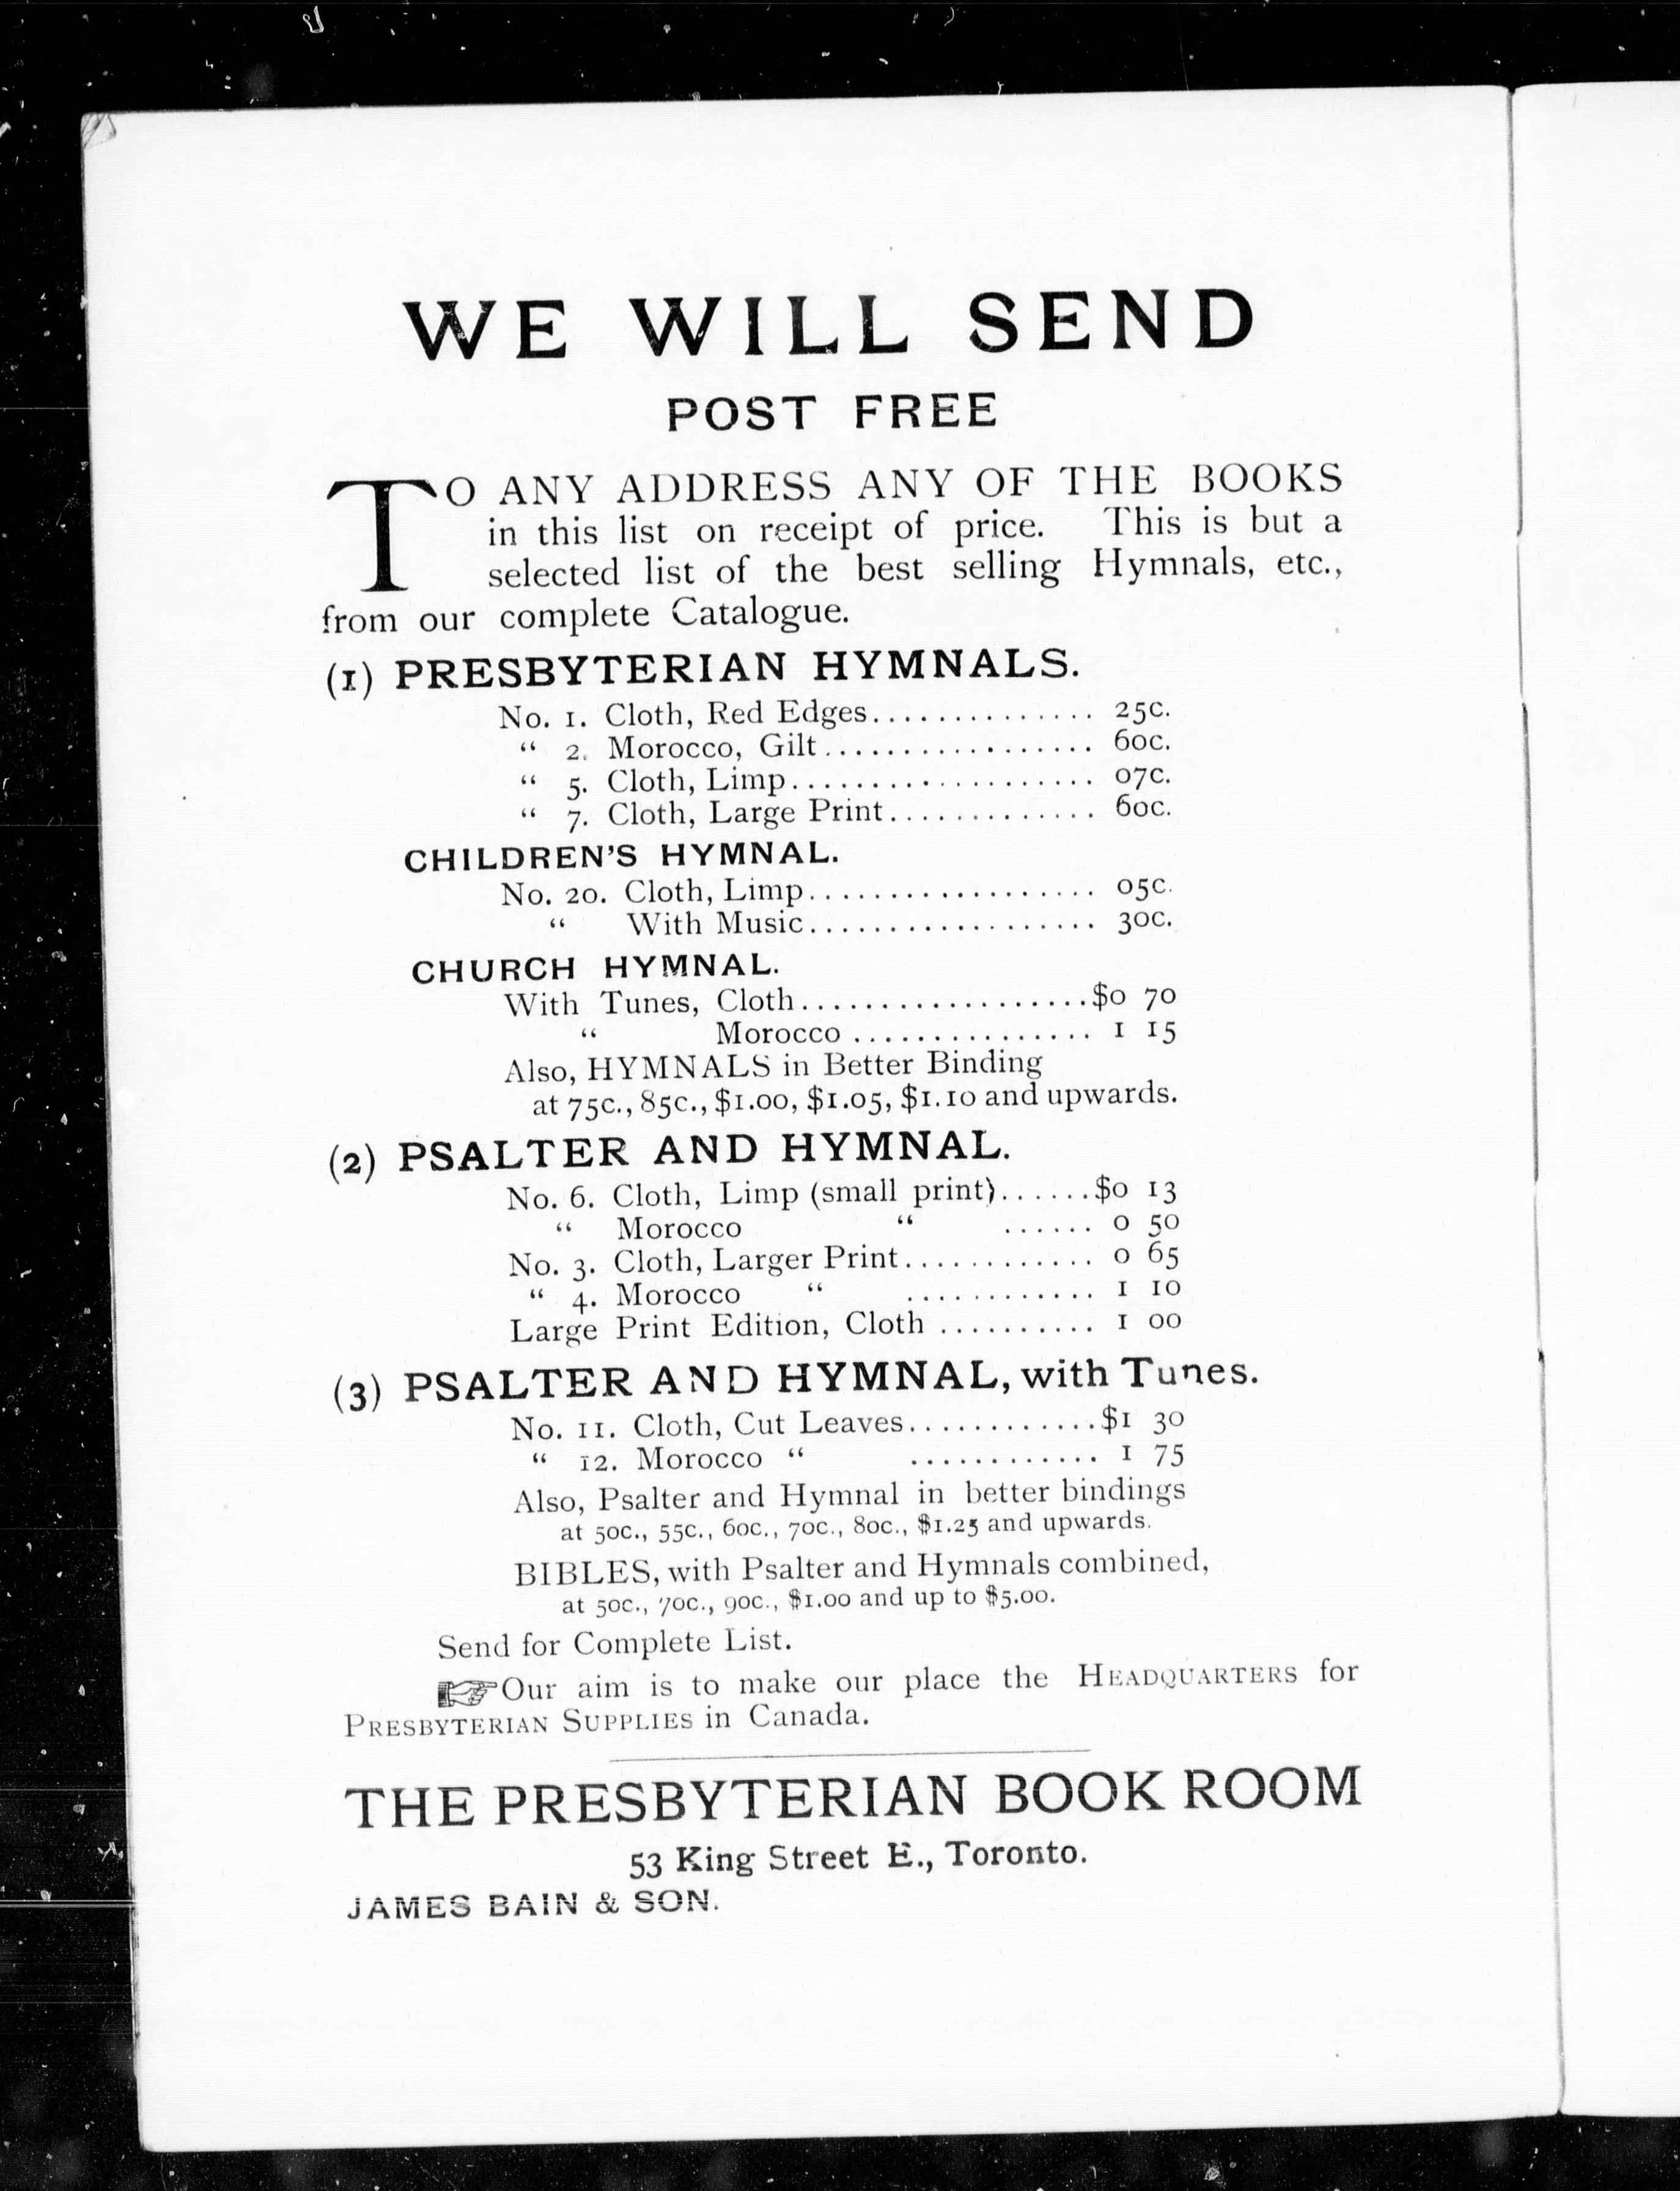 WE WILL SEND
POST FREE
TO ANY ADDRESS ANY OF THE BOOKS
in this list on receipt of price. This is but a
selected list of the best selling Hymnals, etc.,
from our complete Catalogue.
(1) PRESBYTERIAN HYMNALS.
No. 1. Cloth, Red Edges.............. 25c.
“ 2. Morocco, Gilt................. 60c.
“ 5. Cloth, Limp................... 07c.
“ 7. Cloth, Large Print............. 60c.
CHILDREN'S HYMNAL.
No. 20. Cloth, Limp.................. 05c.
“ With Music.................. 30c.
CHURCH HYMNAL.
With Tunes, Cloth..................$0 70
“ Morocco ............... 1 15
Also, HYMNALS in Better Binding
at 75c., 85c., $1.00, $1.05, $1.10 and upwards.
(2) PSALTER AND HYMNAL.
No. 6. Cloth, Limp (small print)......$0 13
“ Morocco “ ...... 0 50
No. 3. Cloth, Larger Print............ 0 65
“ 4. Morocco “ ............ 1 10
Large Print Edition, Cloth .......... 1 00
(3) PSALTER AND HYMNAL, with Tunes.
No. 11. Cloth, Cut Leaves............$1 30
“ 12. Morocco “ ............ 1 75
Also, Psalter and Hymnal in better bindings
at 50c., 55c., 60c., 70c., 80c., $1.25 and upwards.
BIBLES, with Psalter and Hymnals combined,
at 50c., 70c., 90c., $1.00 and up to $5.00.
Send for Complete List.
☞Our aim is to make our place the HEADQUARTERS for
PRESBYTERIAN SUPPLIES in Canada.
THE PRESBYTERIAN BOOK ROOM
53 King Street E., Toronto.
JAMES BAIN & SON.